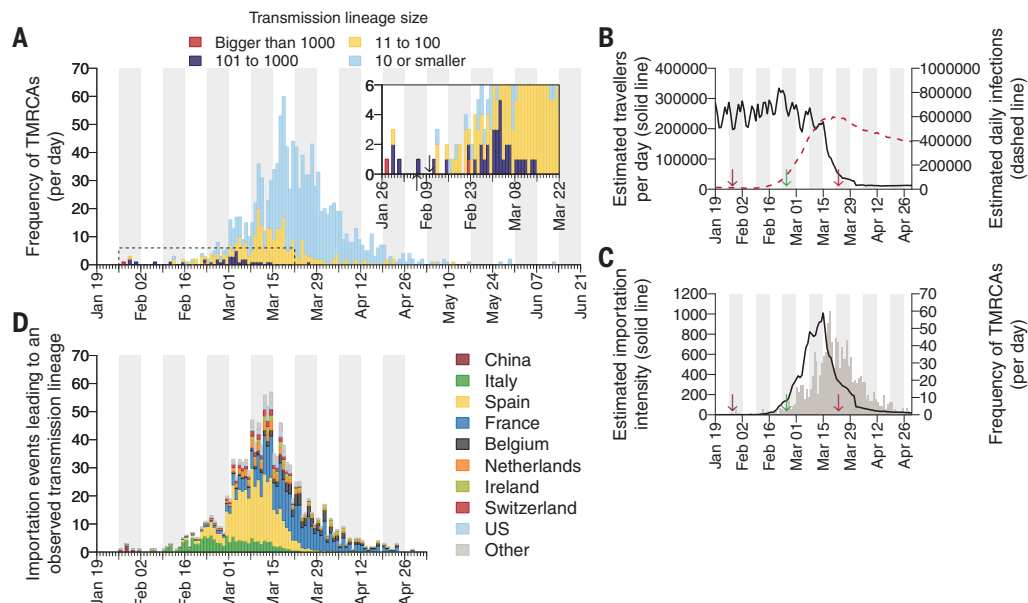 Transmission lineage size
Bigger than 1000
11 to 100
101 to 1000
10 or smaller
A
Frequency of TMRCAs
(per day)
70
60
50
40
30
20
10
0
Jan 19
Feb 02
Feb 16
Mar 01
Mar 15
Mar 29
Apr 12
Apr 26
May 10
May 24
Jun 07
Jun 21
6
4
2
0
Jan 26
Feb 09
Feb 23
Mar 08
Mar 22
B
Estimated travellers
per day (solid line)
400000
300000
200000
100000
0
1000000
800000
600000
400000
200000
0
Estimated daily infections
(dashed line)
Jan 19
Feb 02
Feb 16
Mar 01
Mar 15
Mar 29
Apr 12
Apr 26
C
Estimated importation
intensity (solid line)
1200
1000
800
600
400
200
0
70
60
50
40
30
20
10
0
Frequency of TMRCAs
(per day)
Jan 19
Feb 02
Feb 16
Mar 01
Mar 15
Mar 29
Apr 12
Apr 26
D
Importation events leading to an
observed transmission lineage
70
60
50
40
30
20
10
0
Jan 19
Feb 02
Feb 16
Mar 01
Mar 15
Mar 29
Apr 12
Apr 26
China
Italy
Spain
France
Belgium
Netherlands
Ireland
Switzerland
US
Other